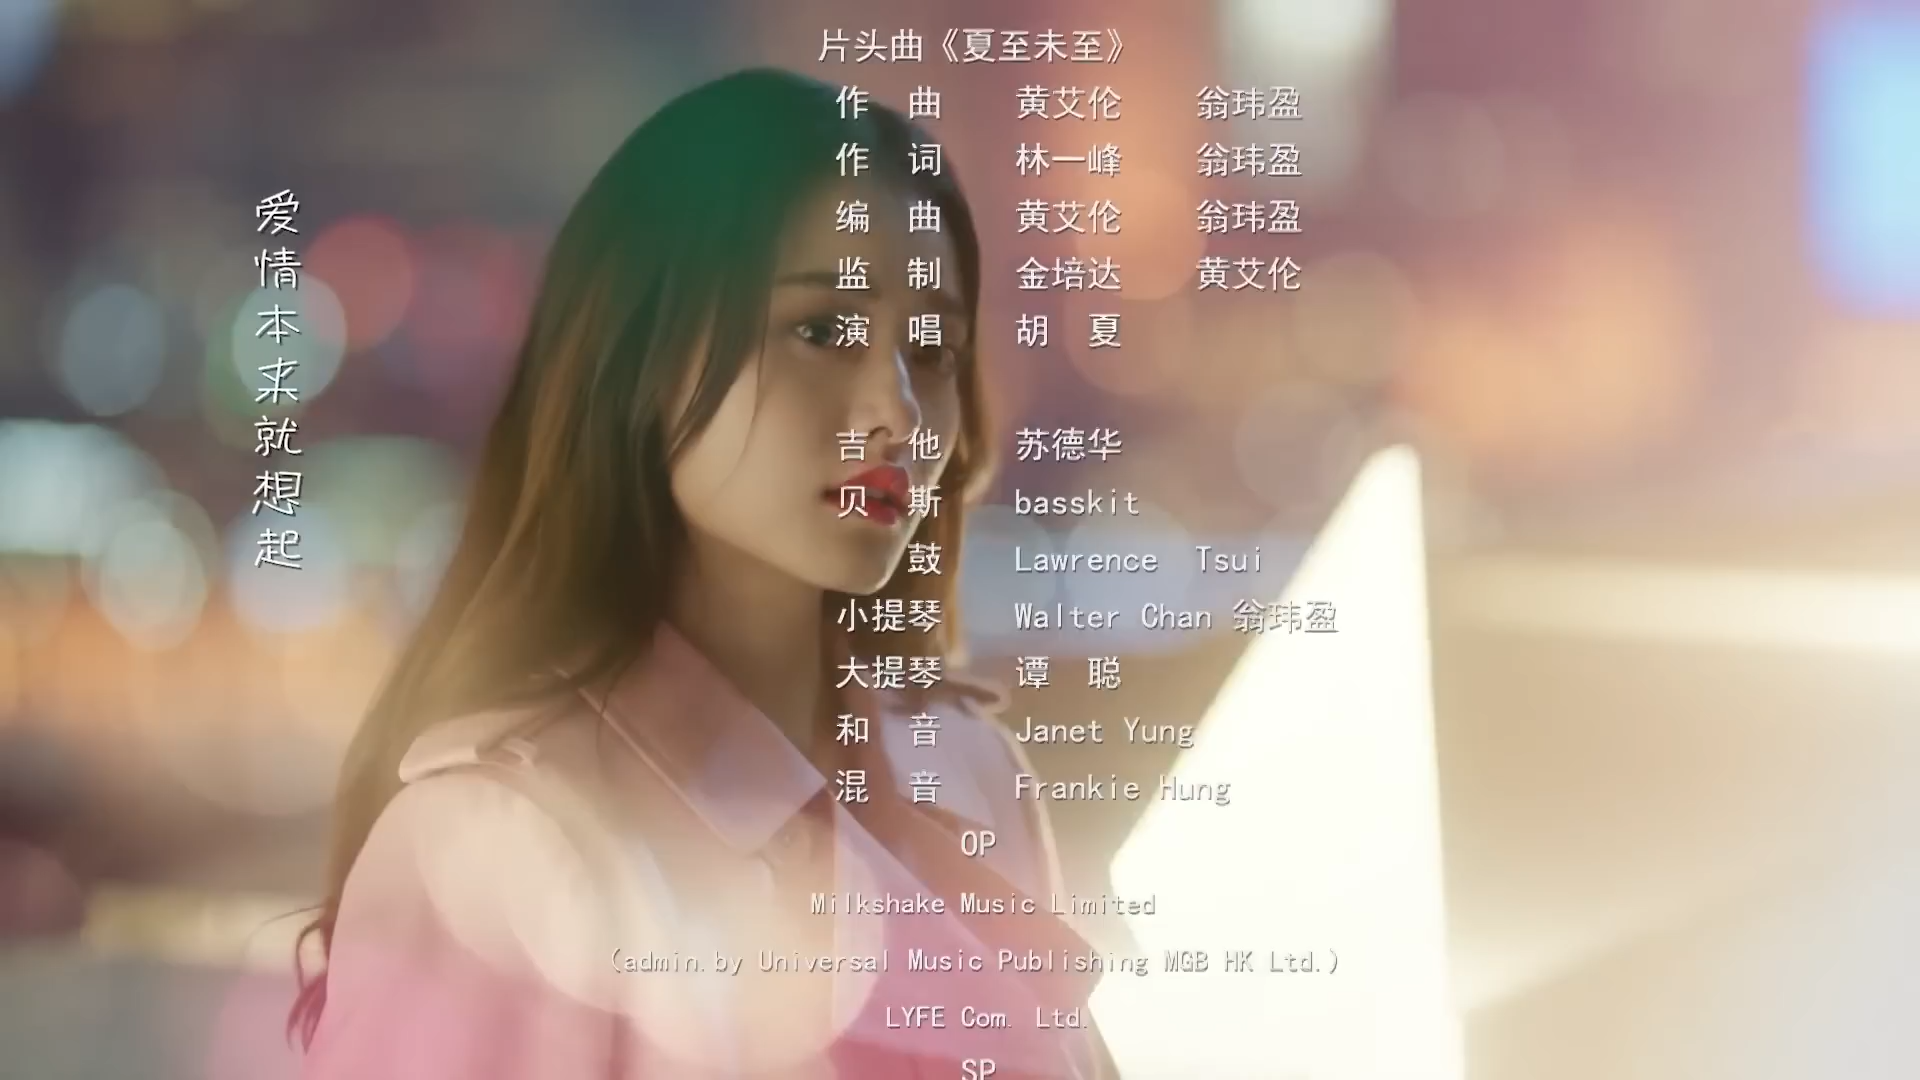 爱情本来就想起
片头曲《夏至未至》
作 曲 黄艾伦 翁玮盈
作 词 林一峰 翁玮盈
编 曲 黄艾伦 翁玮盈
监 制 金培达 黄艾伦
演 唱 胡 夏
吉 他 苏德华
贝 斯 basskit
鼓 Lawrence Tsui
小提琴 Walter Chan 翁玮盈
大提琴 谭 聪
和 音 Janet Yung
混 音 Frankie Hung
OP
Milkshake Music Limited
(admin.by Universal Music Publishing MGB HK Ltd.)
LYFE Com. Ltd.
SP